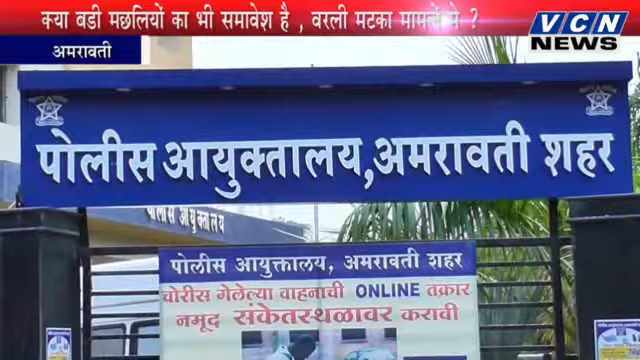 क्या बडी मछलियों का भी समावेश है , वरली मटका मामले मे ?
VCN
NEWS
अमरावती
पोलीस आयुक्तालय,अमरावती शहर
पोलीस आयुक्तालय
पोलीस आयुक्तालय, अमरावती शहर
चोरीस गेलेल्या वाहनाची ONLINE तक्रार
नमूद संकेतस्थळावर करावी